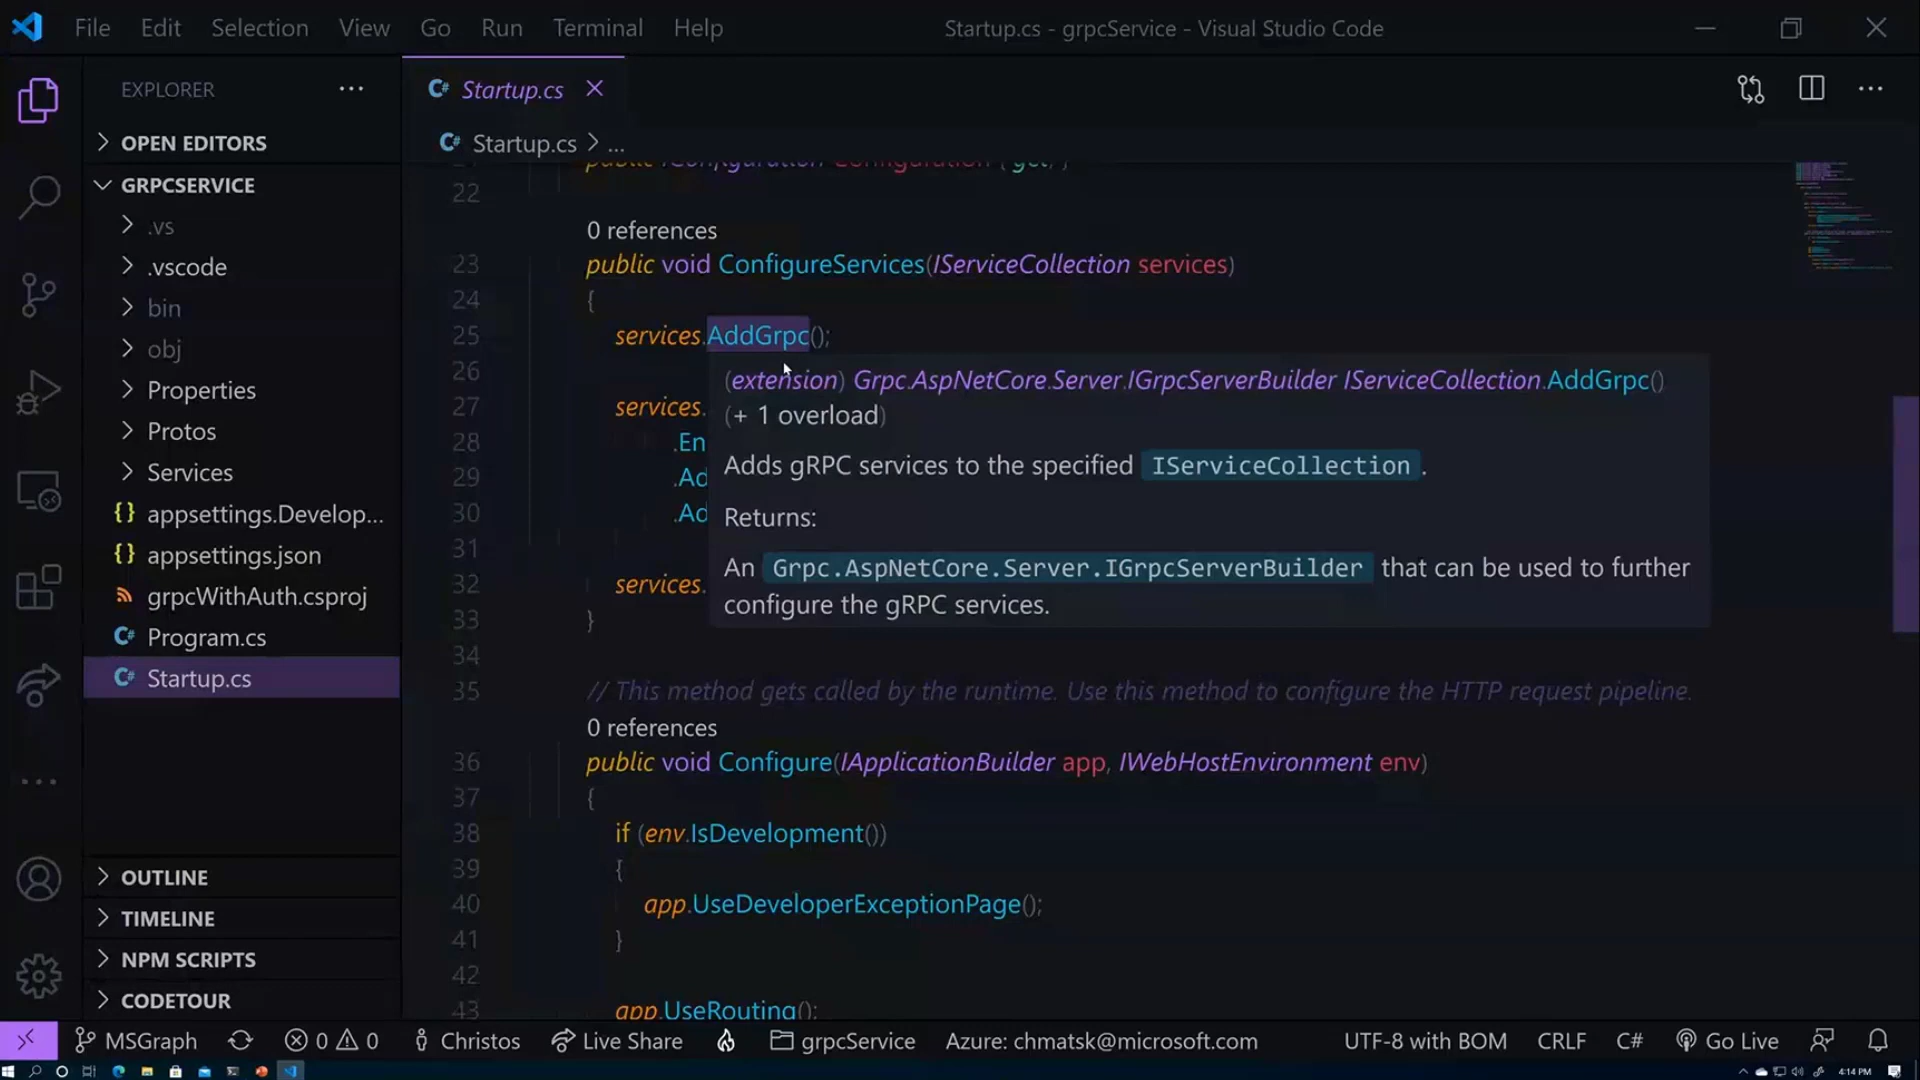 File Edit Selection View Go Run Terminal Help
Startup.cs - grpcService - Visual Studio Code
EXPLORER
OPEN EDITORS
GRPCSERVICE
.vs
.vscode
bin
obj
Properties
Protos
Services
{} appsettings.Develop...
{} appsettings.json
grpcWithAuth.csproj
C# Program.cs
C# Startup.cs
OUTLINE
TIMELINE
NPM SCRIPTS
CODETOUR
C# Startup.cs
C# Startup.cs > ...
public IConfiguration Configuration { get; }
22
0 references
23 public void ConfigureServices(IServiceCollection services)
24 {
25 services.AddGrpc();
26
27 services.
28 .En
29 .Ad
30 .Ad
31
32 services.
33 }
(extension) Grpc.AspNetCore.Server.IGrpcServerBuilder IServiceCollection.AddGrpc()
(+ 1 overload)
Adds gRPC services to the specified IServiceCollection.
Returns:
An Grpc.AspNetCore.Server.IGrpcServerBuilder that can be used to further
configure the gRPC services.
34
35 // This method gets called by the runtime. Use this method to configure the HTTP request pipeline.
0 references
36 public void Configure(IApplicationBuilder app, IWebHostEnvironment env)
37 {
38 if (env.IsDevelopment())
39 {
40 app.UseDeveloperExceptionPage();
41 }
42
43 app.UseRouting();
MSGraph 0 0 Christos Live Share grpcService Azure: chmatsk@microsoft.com UTF-8 with BOM CRLF C# Go Live
4:14 PM